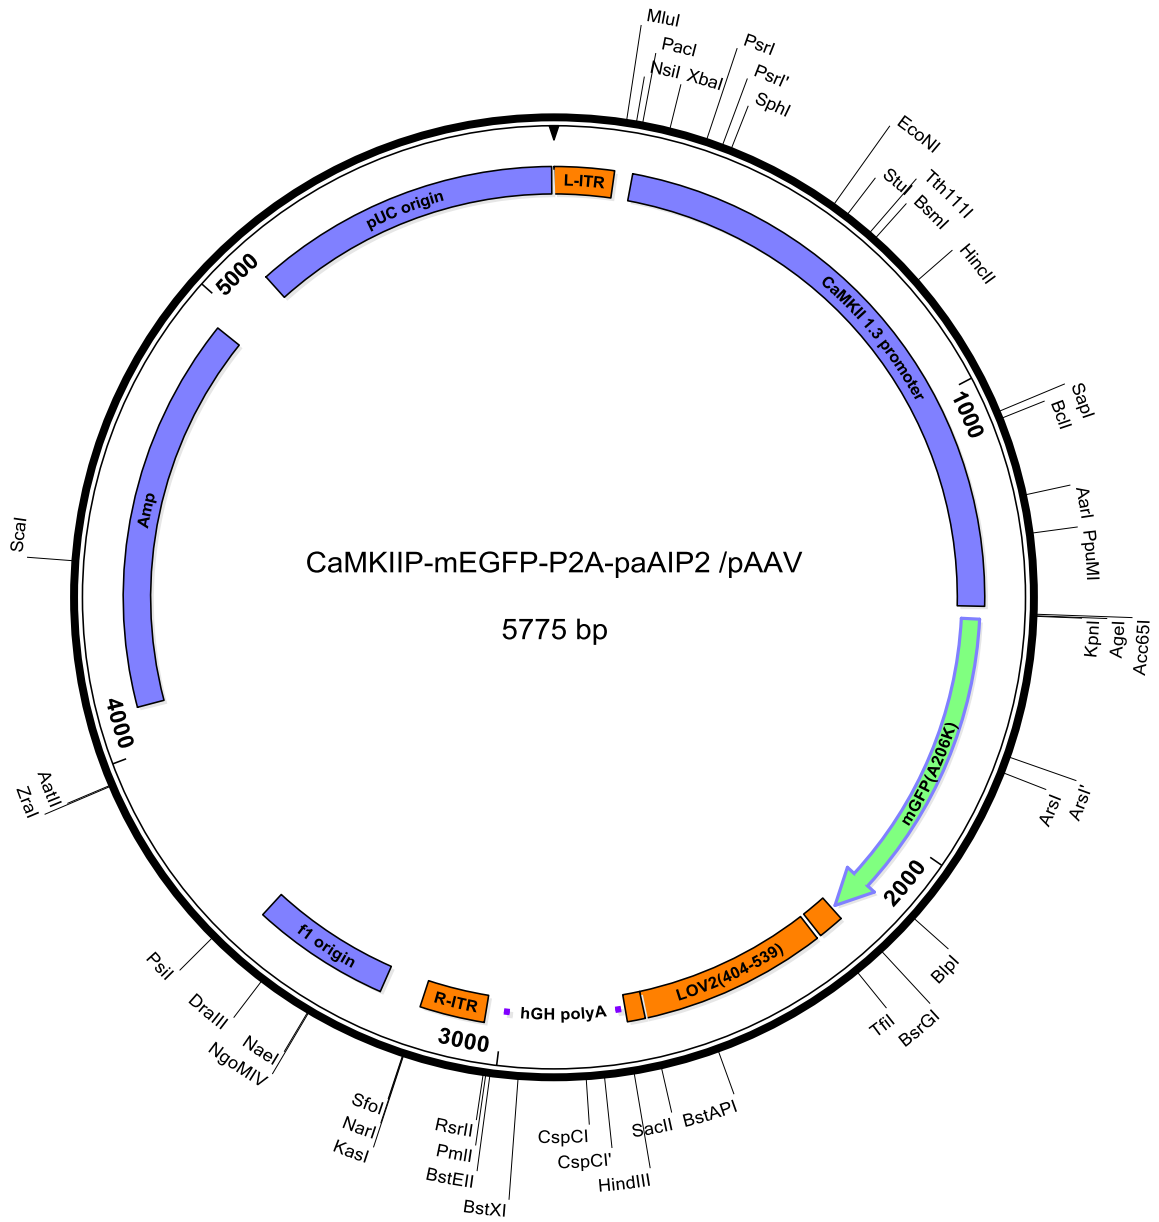 MluI
PacI
NsiI
XbaI
PsrI
PsrI'
SphI
EcoNI
StuI
Tth111I
BsmI
HincII
L-ITR
pUC origin
5000
CaMKII 1.3 promoter
1000
SapI
BclI
AarI
PpuMI
Amp
ScaI
CaMKIIP-mEGFP-P2A-paAIP2 /pAAV
5775 bp
KpnI
AgeI
Acc65I
mGFP(A206K)
ArsI
ArsI'
4000
AatII
ZraI
2000
BlpI
BsrGI
TfiI
LOV2(404-539)
f1 origin
R-ITR
hGH polyA
3000
PsiI
DraIII
NaeI
NgoMIV
SfoI
NarI
KasI
RsrII
PmlI
BstEII
BstXI
CspCI
CspCI'
HindIII
SacII
BstAPI